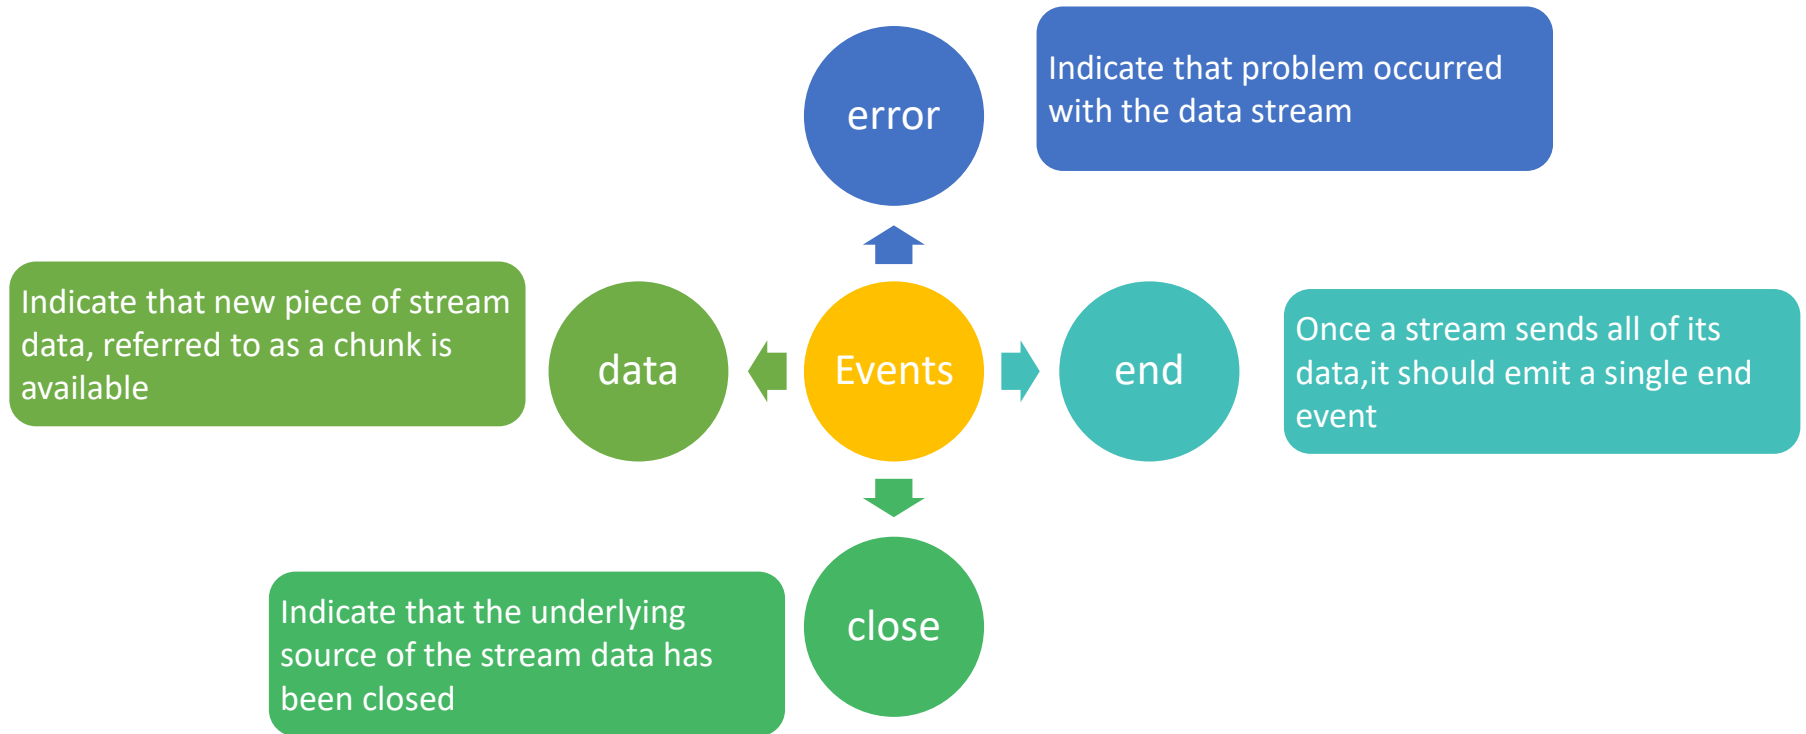 error
Indicate that problem occurred
with the data stream
Indicate that new piece of stream
data, referred to as a chunk is
available
data
Events
end
Once a stream sends all of its
data,it should emit a single end
event
Indicate that the underlying
source of the stream data has
been closed
close